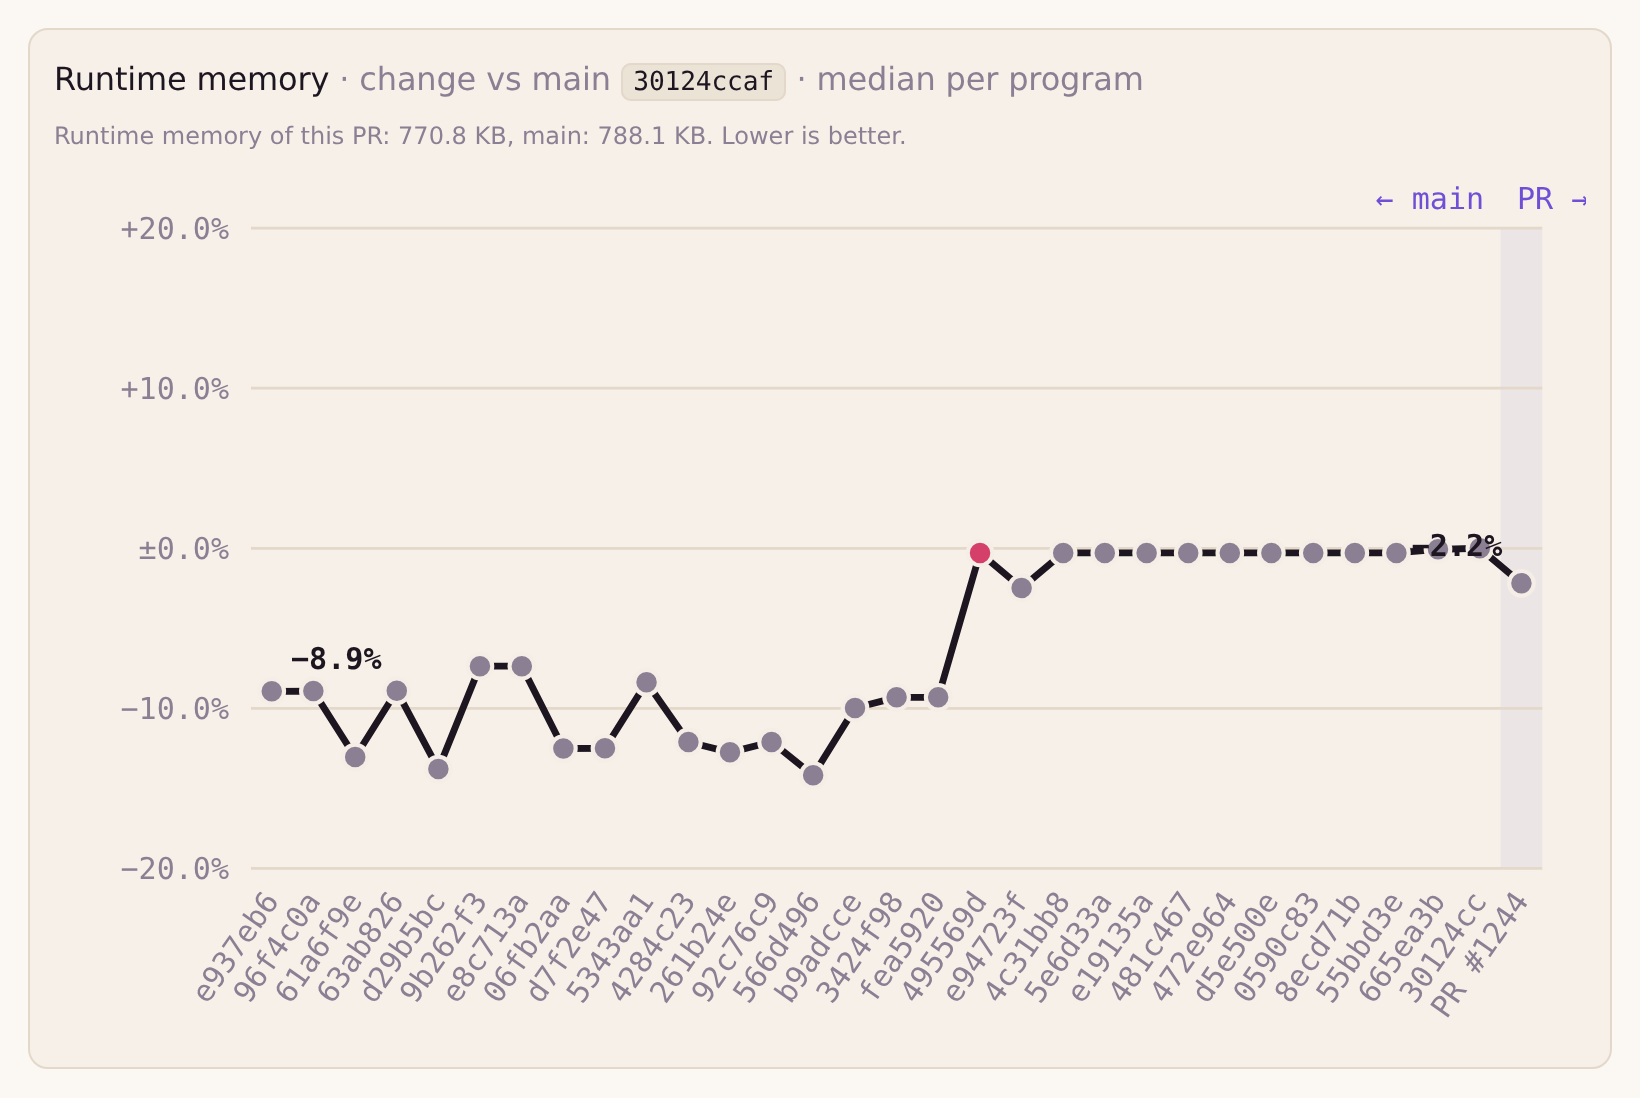 Runtime memory · change vs main 30124ccaf · median per program
Runtime memory of this PR: 770.8 KB, main: 788.1 KB. Lower is better.
← main PR →
+20.0%
+10.0%
±0.0%
−10.0%
−20.0%
−8.9%
−2.2%
e937eb6
96f4c0a
61a6f9e
63ab826
d29b5bc
9b262f3
e8c713a
06fb2aa
d7f2e47
5343aa1
4284c23
261b24e
92c76c9
566d496
b9adcce
3424f98
fea5920
495569d
e94723f
4c31bb8
5e6d33a
e19135a
481c467
472e964
d5e500e
0590c83
8ecd71b
55bbd3e
665ea3b
30124cc
PR #1244